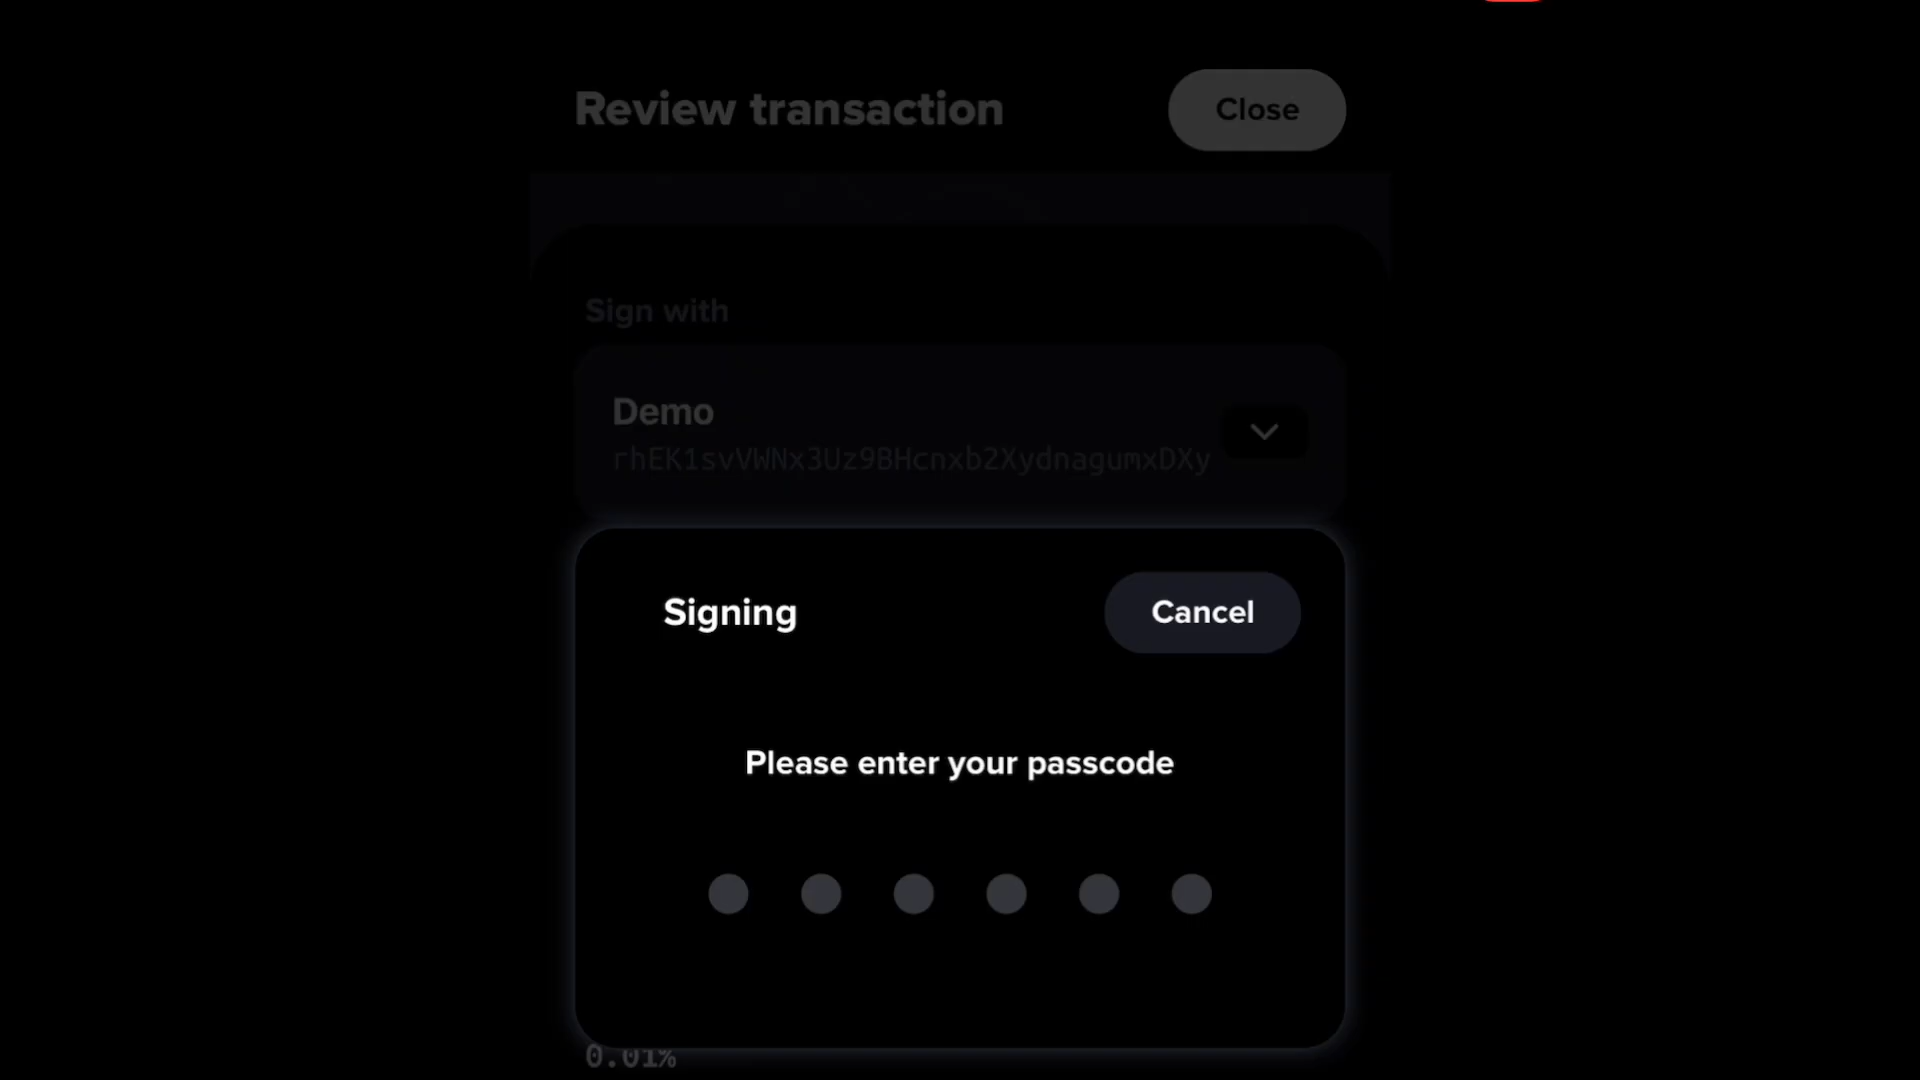 Review transaction
Close
Sign with
Demo
rhEK1svVWNx3Uz9BHcnxb2XydnagumxDXy
Signing
Cancel
Please enter your passcode
0.01%